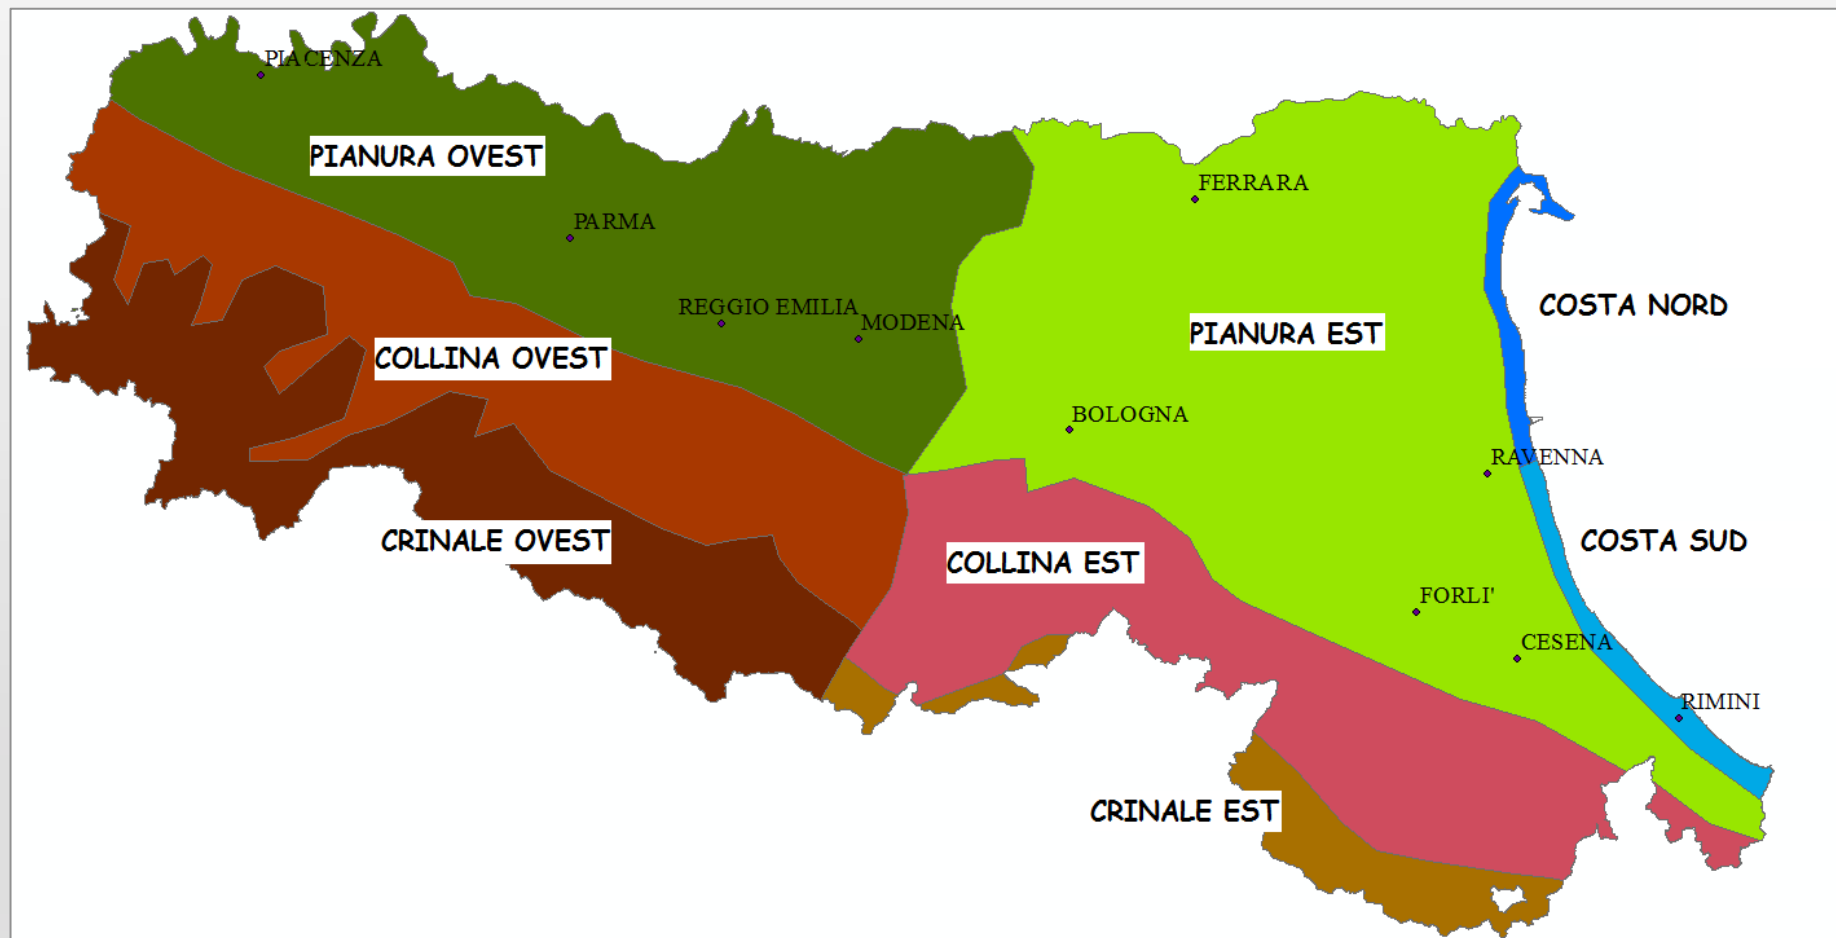 PIACENZA
PIANURA OVEST
FERRARA
PARMA
COSTA NORD
REGGIO EMILIA
MODENA
PIANURA EST
COLLINA OVEST
BOLOGNA
RAVENNA
CRINALE OVEST
COSTA SUD
COLLINA EST
FORLI'
CESENA
RIMINI
CRINALE EST